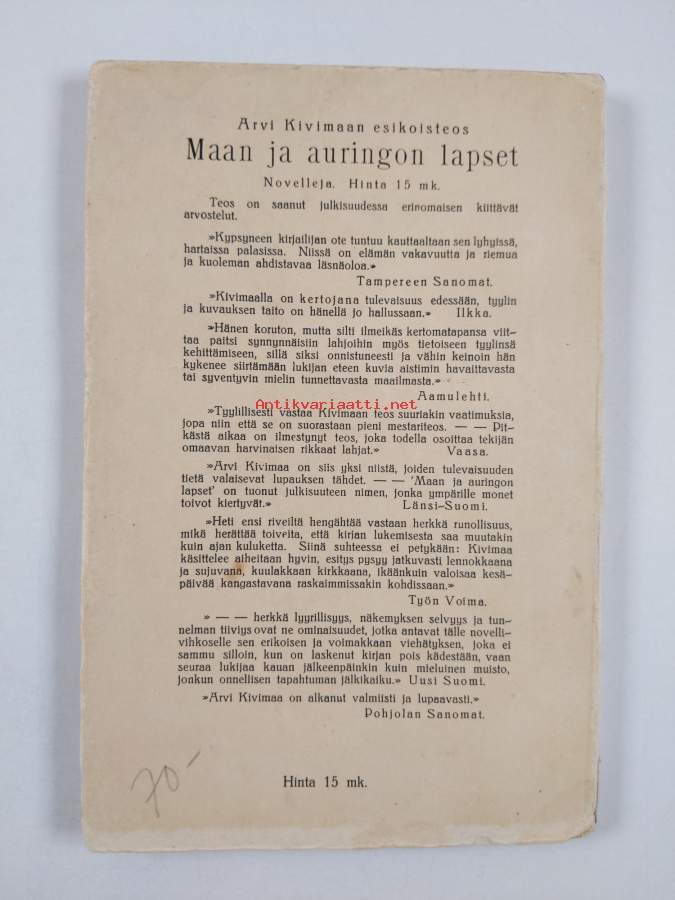 Arvi Kivimaan esikoisteos
Maan ja auringon lapset
Novelleja. Hinta 15 mk.
Teos on saanut julkisuudessa erinomaisen kiittävät
arvostelut.
»Kypsyneen kirjailijan ote tuntuu kauttaaltaan sen lyhyissä,
hartaissa palasissa. Niissä on elämän vakavuutta ja riemua
ja kuoleman ahdistavaa läsnäoloa.»
Tampereen Sanomat.
»Kivimaalla on kertojana tulevaisuus edessään, tyylin
ja kuvauksen taito on hänellä jo hallussaan.» Ilkka.
»Hänen koruton, mutta silti ilmeikäs kertomatapansa viit-
taa paitsi synnynnäisiin lahjoihin myös tietoiseen tyylinsä
kehittämiseen, sillä siksi onnistuneesti ja vähin keinoin hän
kykenee siirtämään lukijan eteen kuvia aistimin havaittavasta
tai syventyvin mielin tunnettavasta maailmasta.»
Aamulehti.
Antikvariaatti.net
»Tyylillisesti vastaa Kivimaan teos suuriakin vaatimuksia,
jopa niin että se on suorastaan pieni mestariteos. — — Pit-
kästä aikaa on ilmestynyt teos, joka todella osoittaa tekijän
omaavan harvinaisen rikkaat lahjat.» Vaasa.
»Arvi Kivimaa on siis yksi niistä, joiden tulevaisuuden
tietä valaisevat lupauksen tähdet. — — 'Maan ja auringon
lapset' on tuonut julkisuuteen nimen, jonka ympärille monet
toivot kiertyvät.» Länsi-Suomi.
»Heti ensi riveiltä hengähtää vastaan herkkä runollisuus,
mikä herättää toiveita, että kirjan lukemisesta saa muutakin
kuin ajan kuluketta. Siinä suhteessa ei petykään: Kivimaa
käsittelee aiheitaan hyvin, esitys pysyy jatkuvasti lennokkaana
ja sujuvana, kuulakkaan kirkkaana, ikäänkuin valoisaa kesä-
päivää kangastavana raskaimmissakin kohdissaan.»
Työn Voima.
» — — herkkä lyyrillisyys, näkemyksen selvyys ja tun-
nelman tiiviys ovat ne ominaisuudet, jotka antavat tälle novelli-
vihkoselle sen erikoisen ja voimakkaan viehätyksen, joka ei
sammu silloin, kun on laskenut kirjan pois kädestään, vaan
seuraa lukijaa kauan jälkeenpäinkin kuin mieluinen muisto,
jonkun onnellisen tapahtuman jälkikaiku.» Uusi Suomi.
»Arvi Kivimaa on alkanut valmiisti ja lupaavasti.»
Pohjolan Sanomat.
70-
Hinta 15 mk.